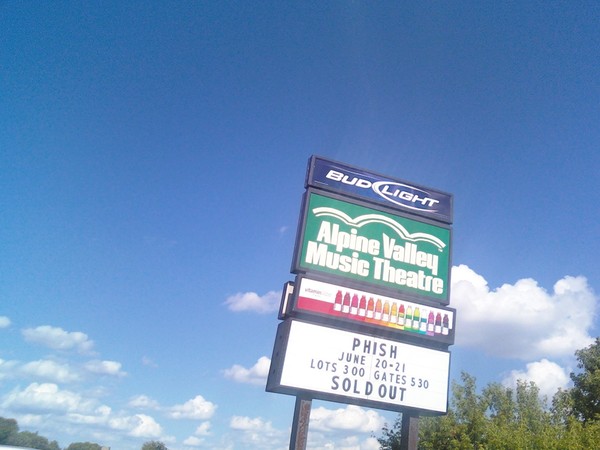 BUD LIGHT
Alpine Valley
Music Theatre
PHISH
JUNE 20-21
LOTS 300 GATES 530
SOLD OUT